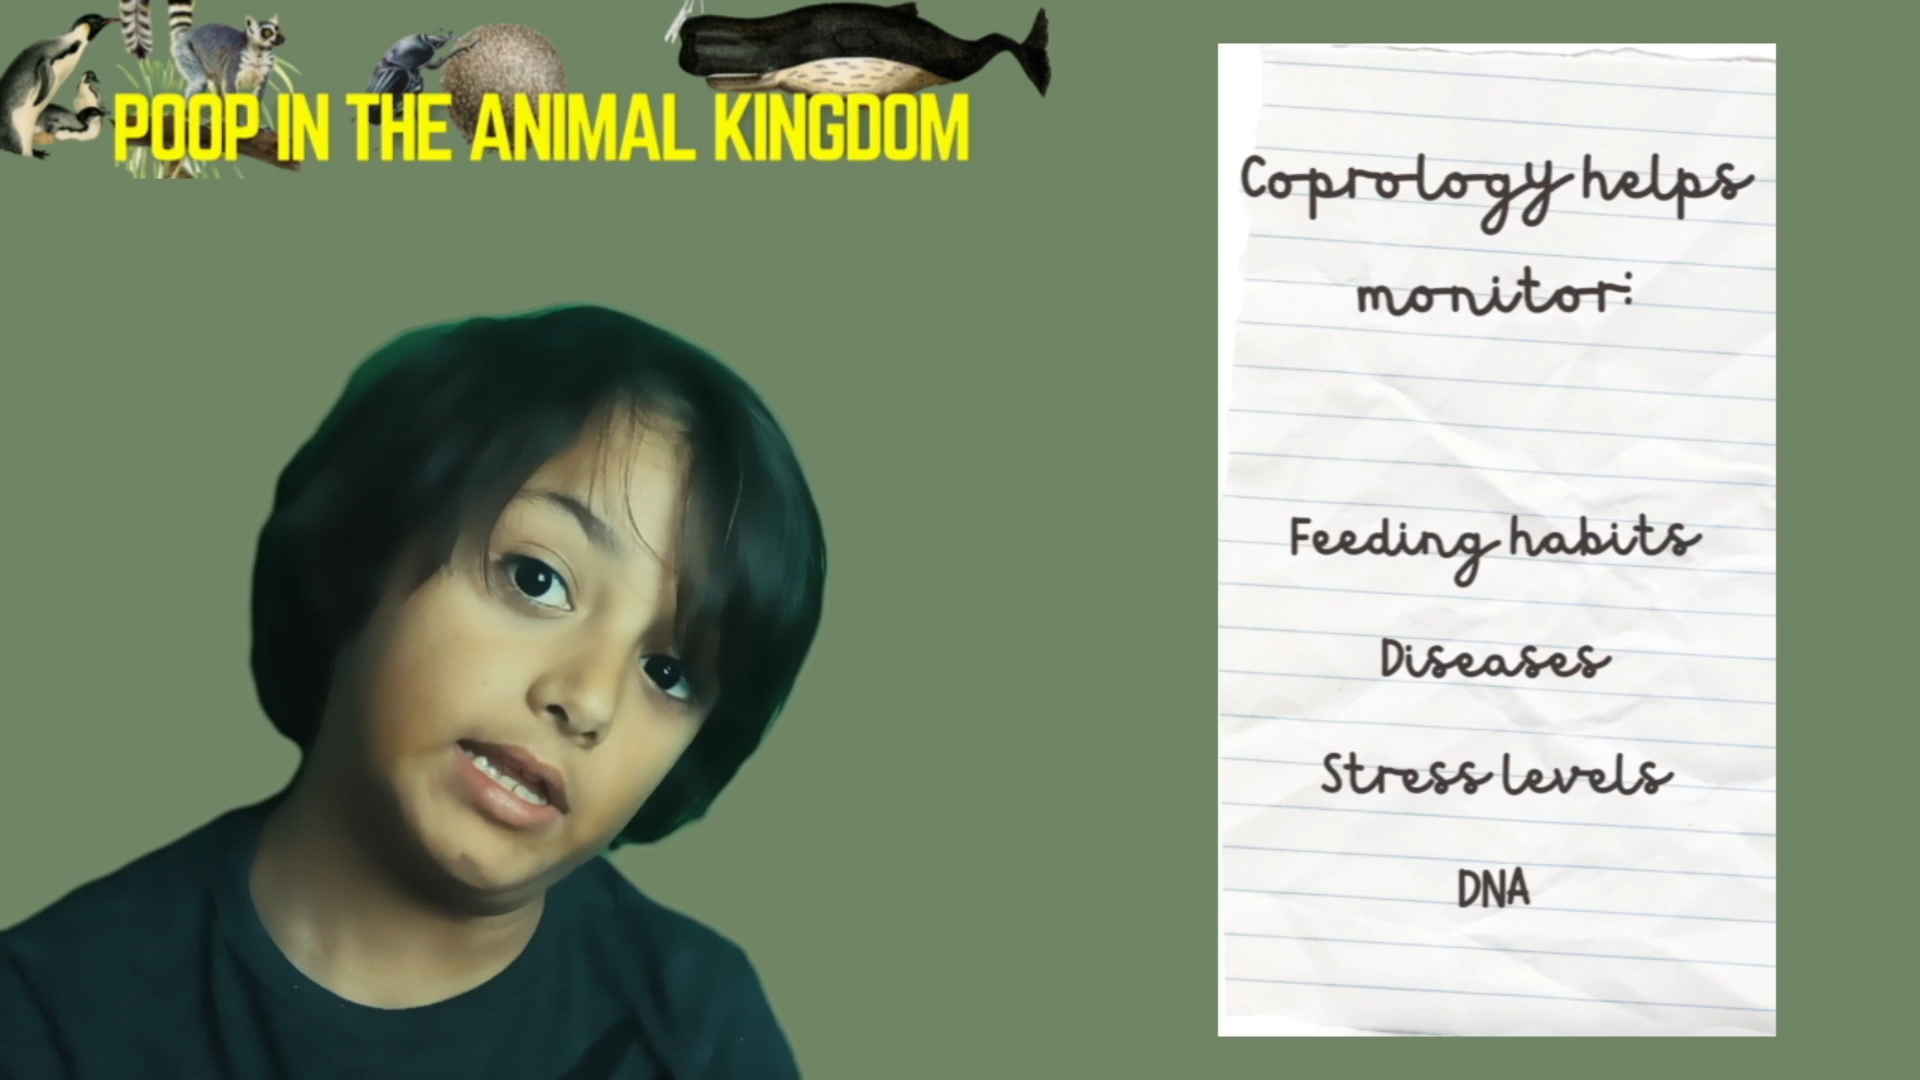 POOP IN THE ANIMAL KINGDOM
Coprology helps
monitor:
Feeding habits
Diseases
Stress levels
DNA